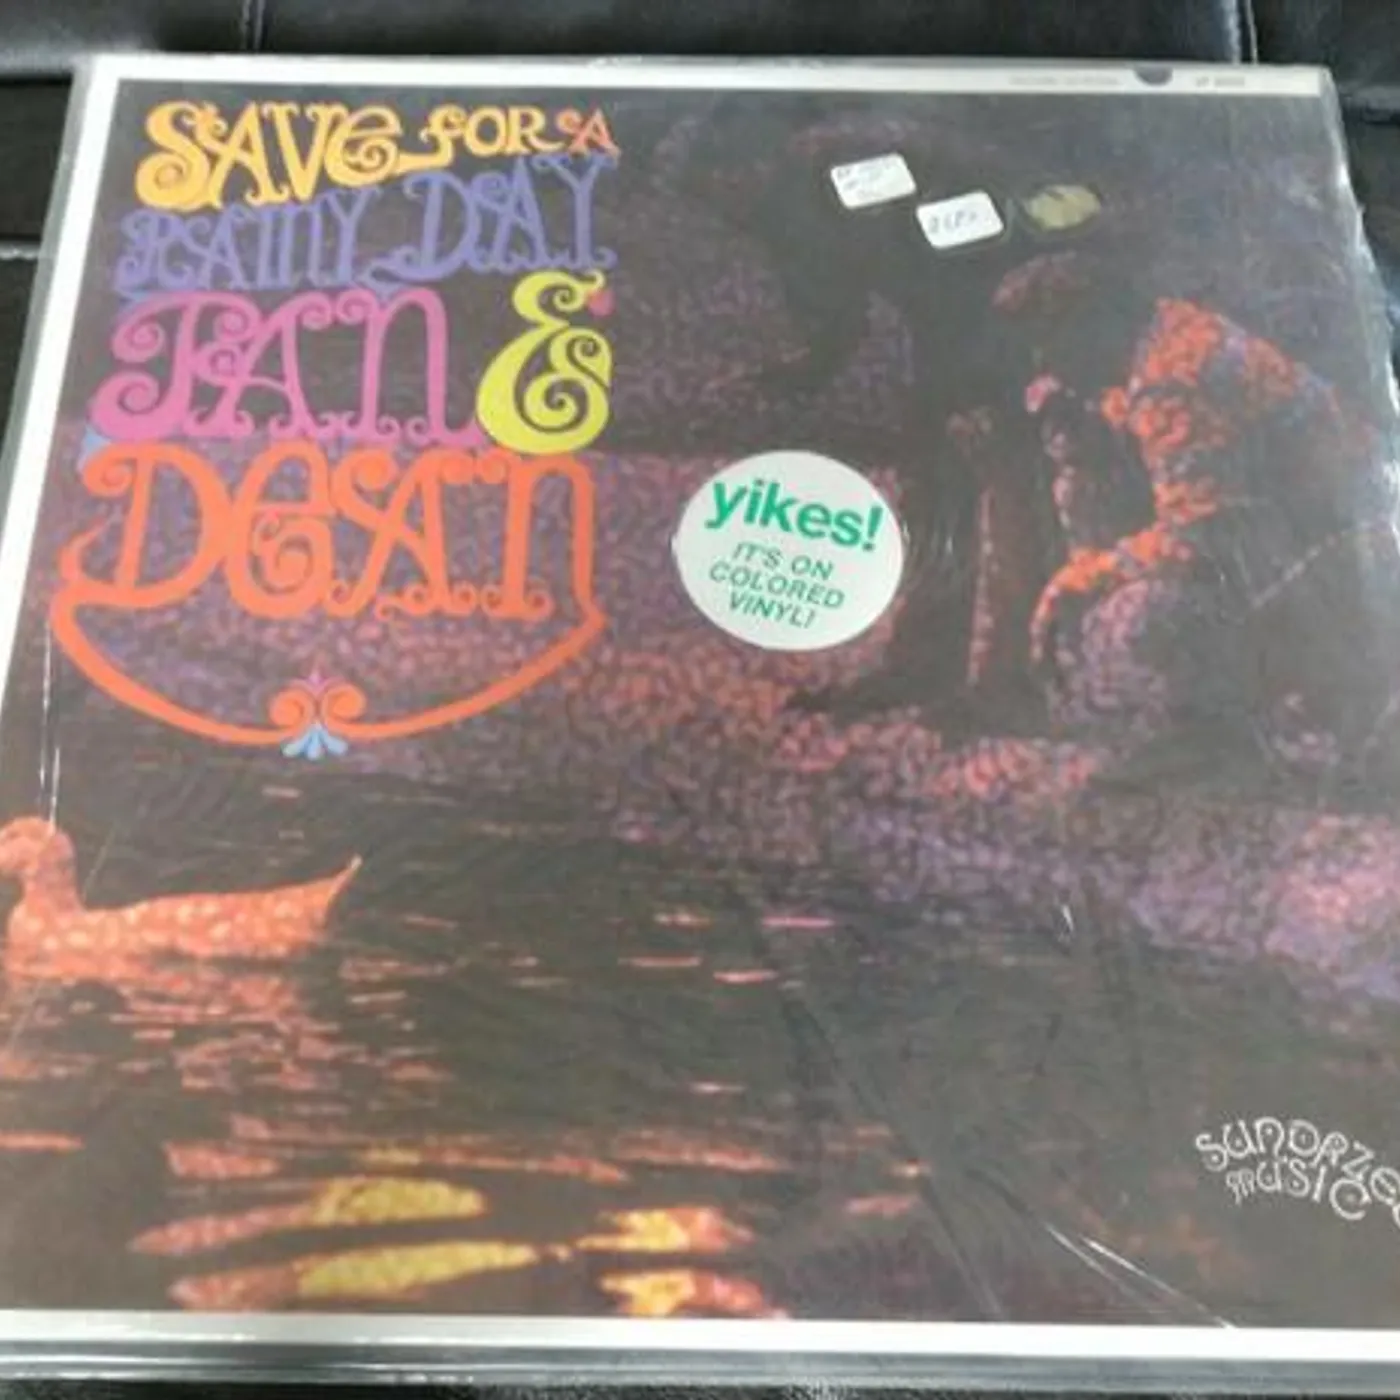 SAVE FOR A
RAINY DAY
JAN &
DEAN
yikes!
IT'S ON
COLORED
VINYL!
SUNDAZED
MUSIC